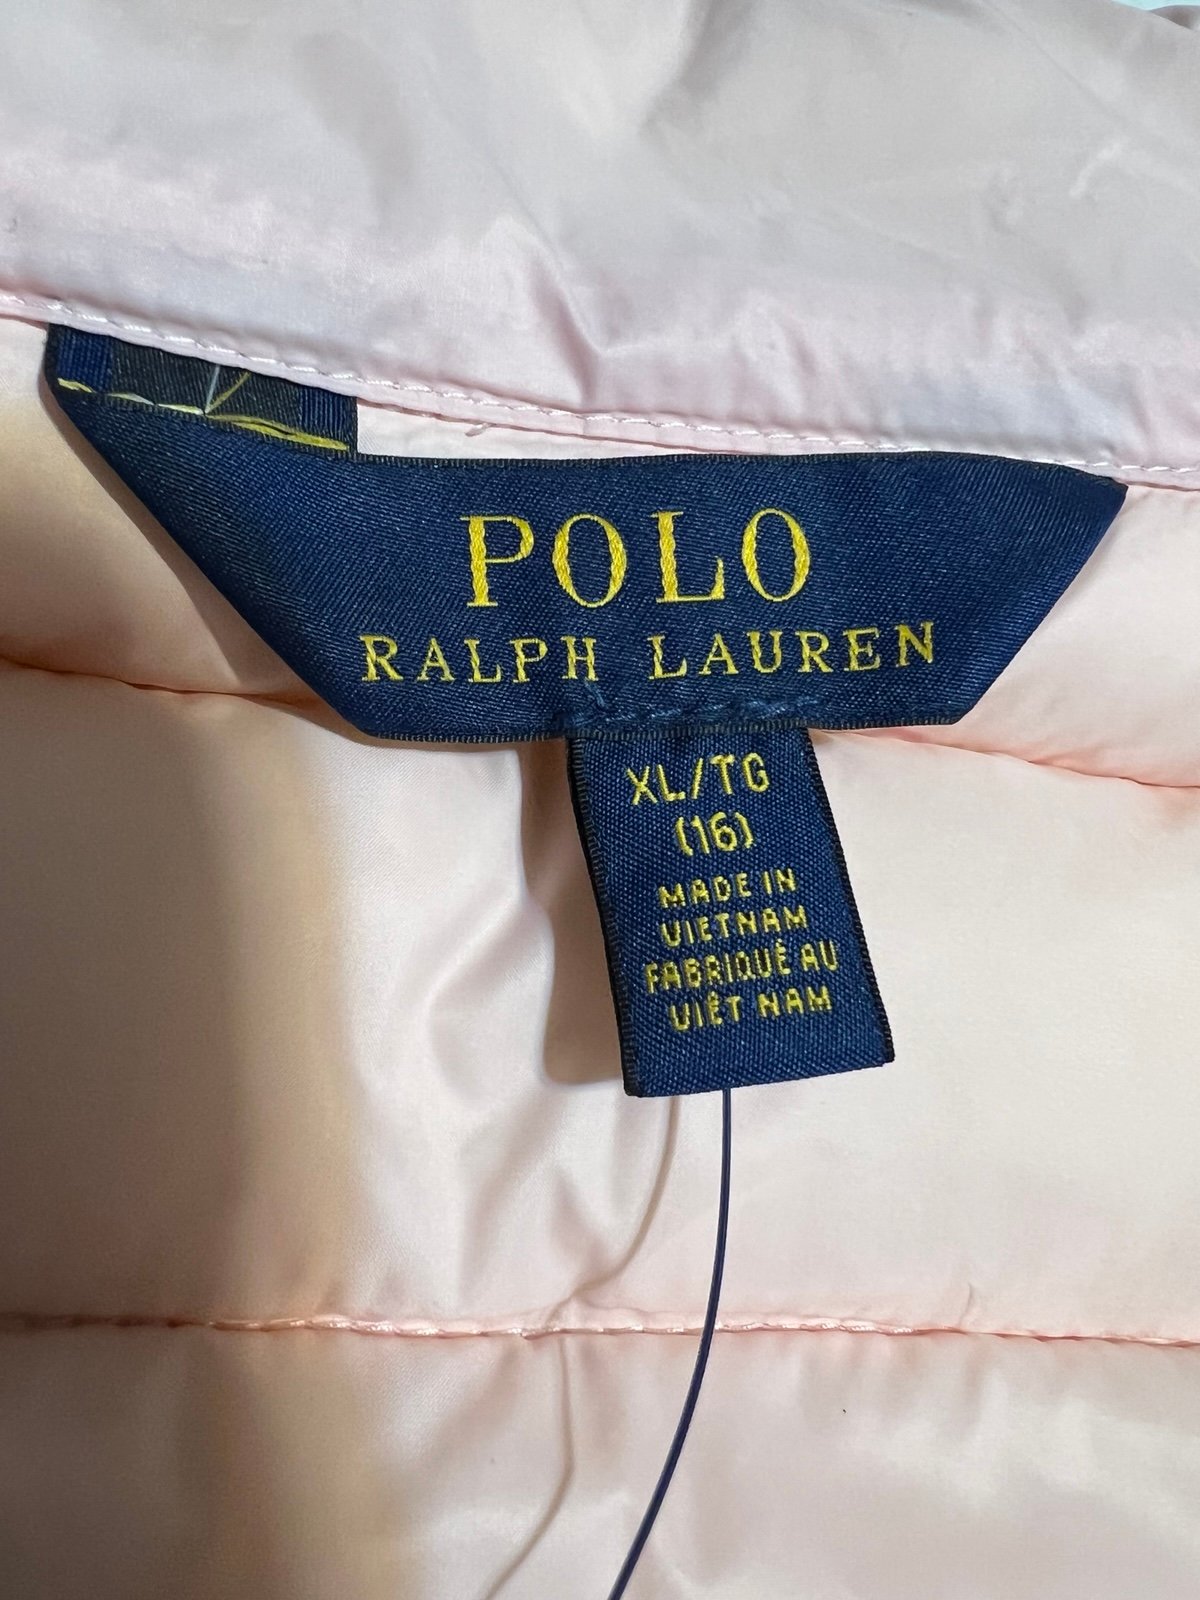 POLO
RALPH LAUREN
XL/TG
(16)
MADE IN
VIETNAM
FABRIQUÉ AU
VIÊT NAM